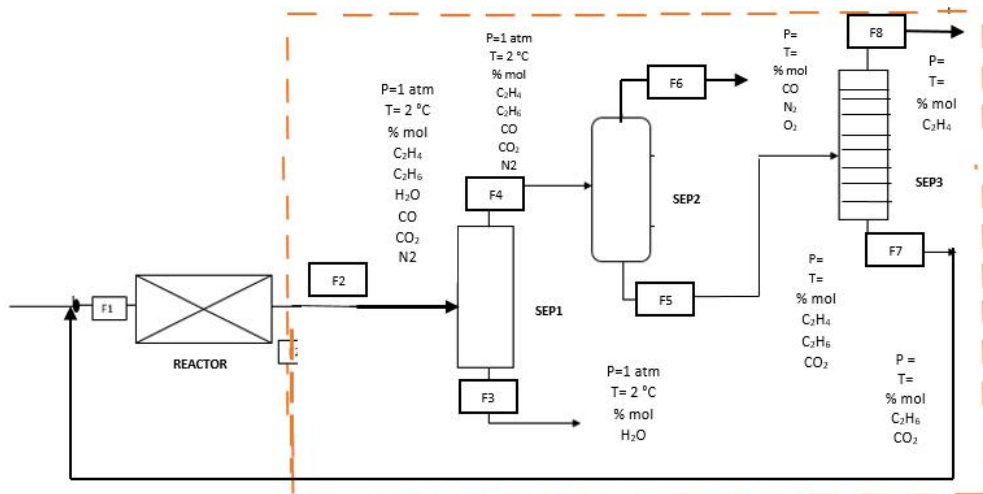 F8
P=1 atm
T= 2 °C
% mol
C₂H₄
C₂H₆
CO
CO₂
N2
F6
P=
T=
% mol
CO
N₂
O₂
P=
T=
% mol
C₂H₄
P=1 atm
T= 2 °C
% mol
C₂H₄
C₂H₆
H₂O
CO
CO₂
N2
F4
SEP2
SEP3
F7
F2
F5
P=
T=
% mol
C₂H₄
C₂H₆
CO₂
F1
SEP1
REACTOR
F3
P=1 atm
T= 2 °C
% mol
H₂O
P =
T=
% mol
C₂H₆
CO₂